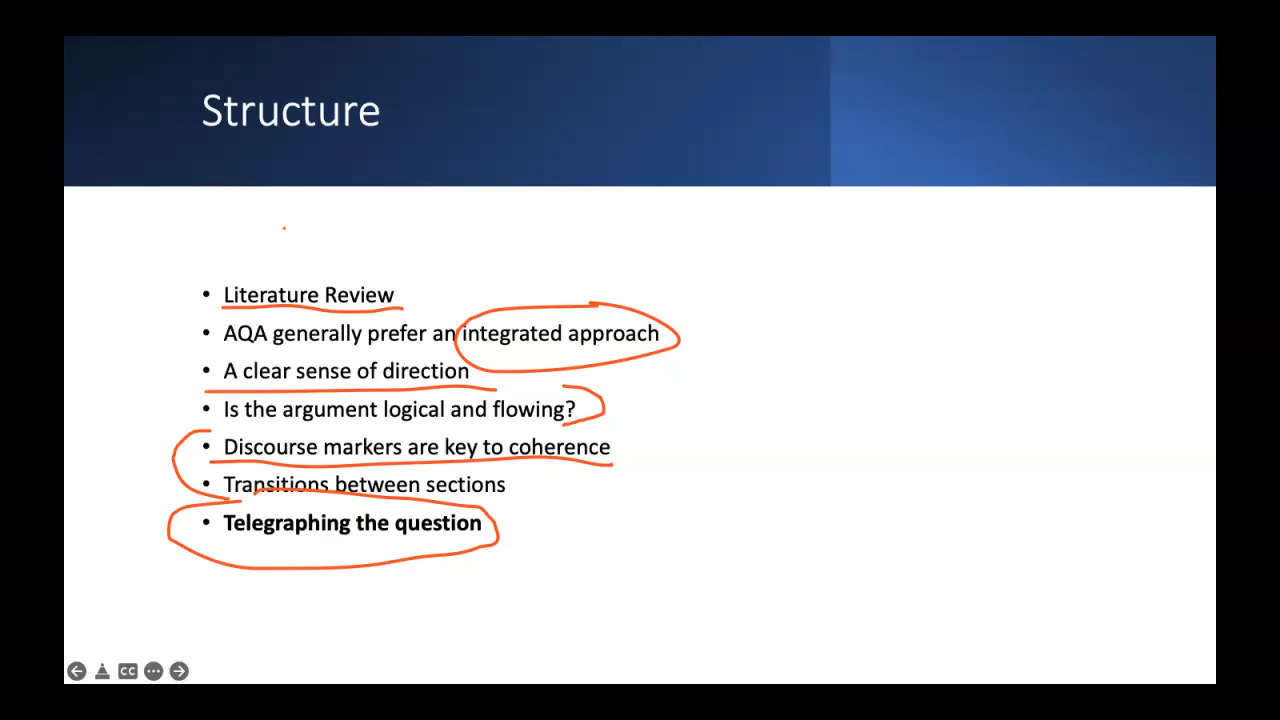 Structure
• Literature Review
• AQA generally prefer an integrated approach
• A clear sense of direction
• Is the argument logical and flowing?
• Discourse markers are key to coherence
• Transitions between sections
• Telegraphing the question
CC